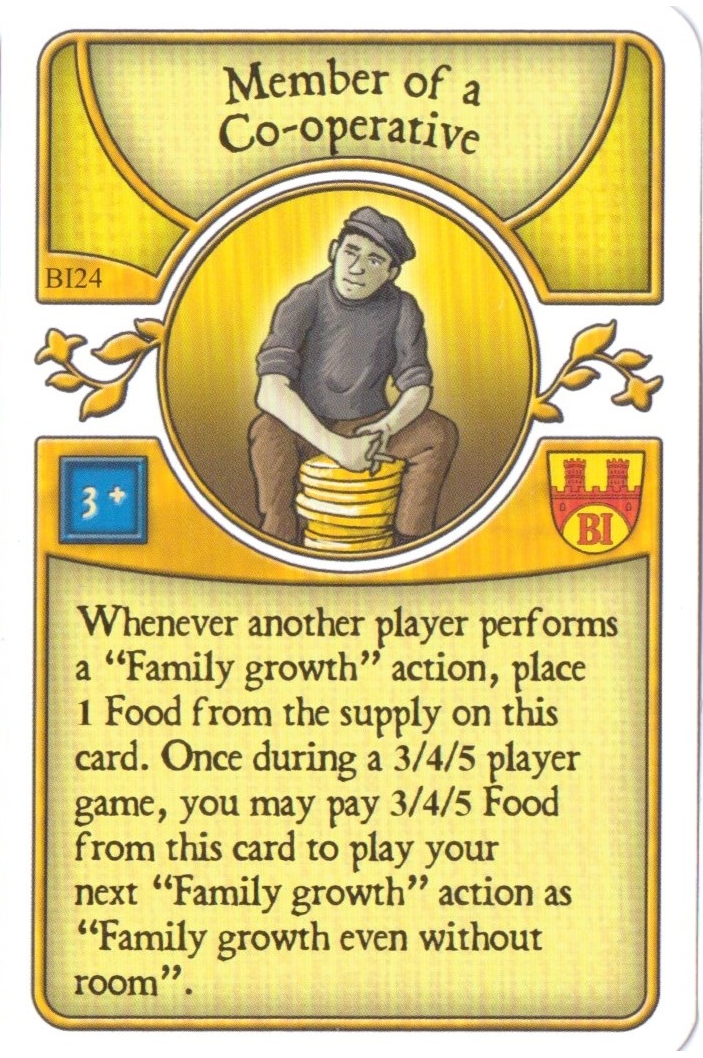 Member of a
Co-operative
BI24
3+
BI
Whenever another player performs
a “Family growth” action, place
1 Food from the supply on this
card. Once during a 3/4/5 player
game, you may pay 3/4/5 Food
from this card to play your
next “Family growth” action as
“Family growth even without
room”.